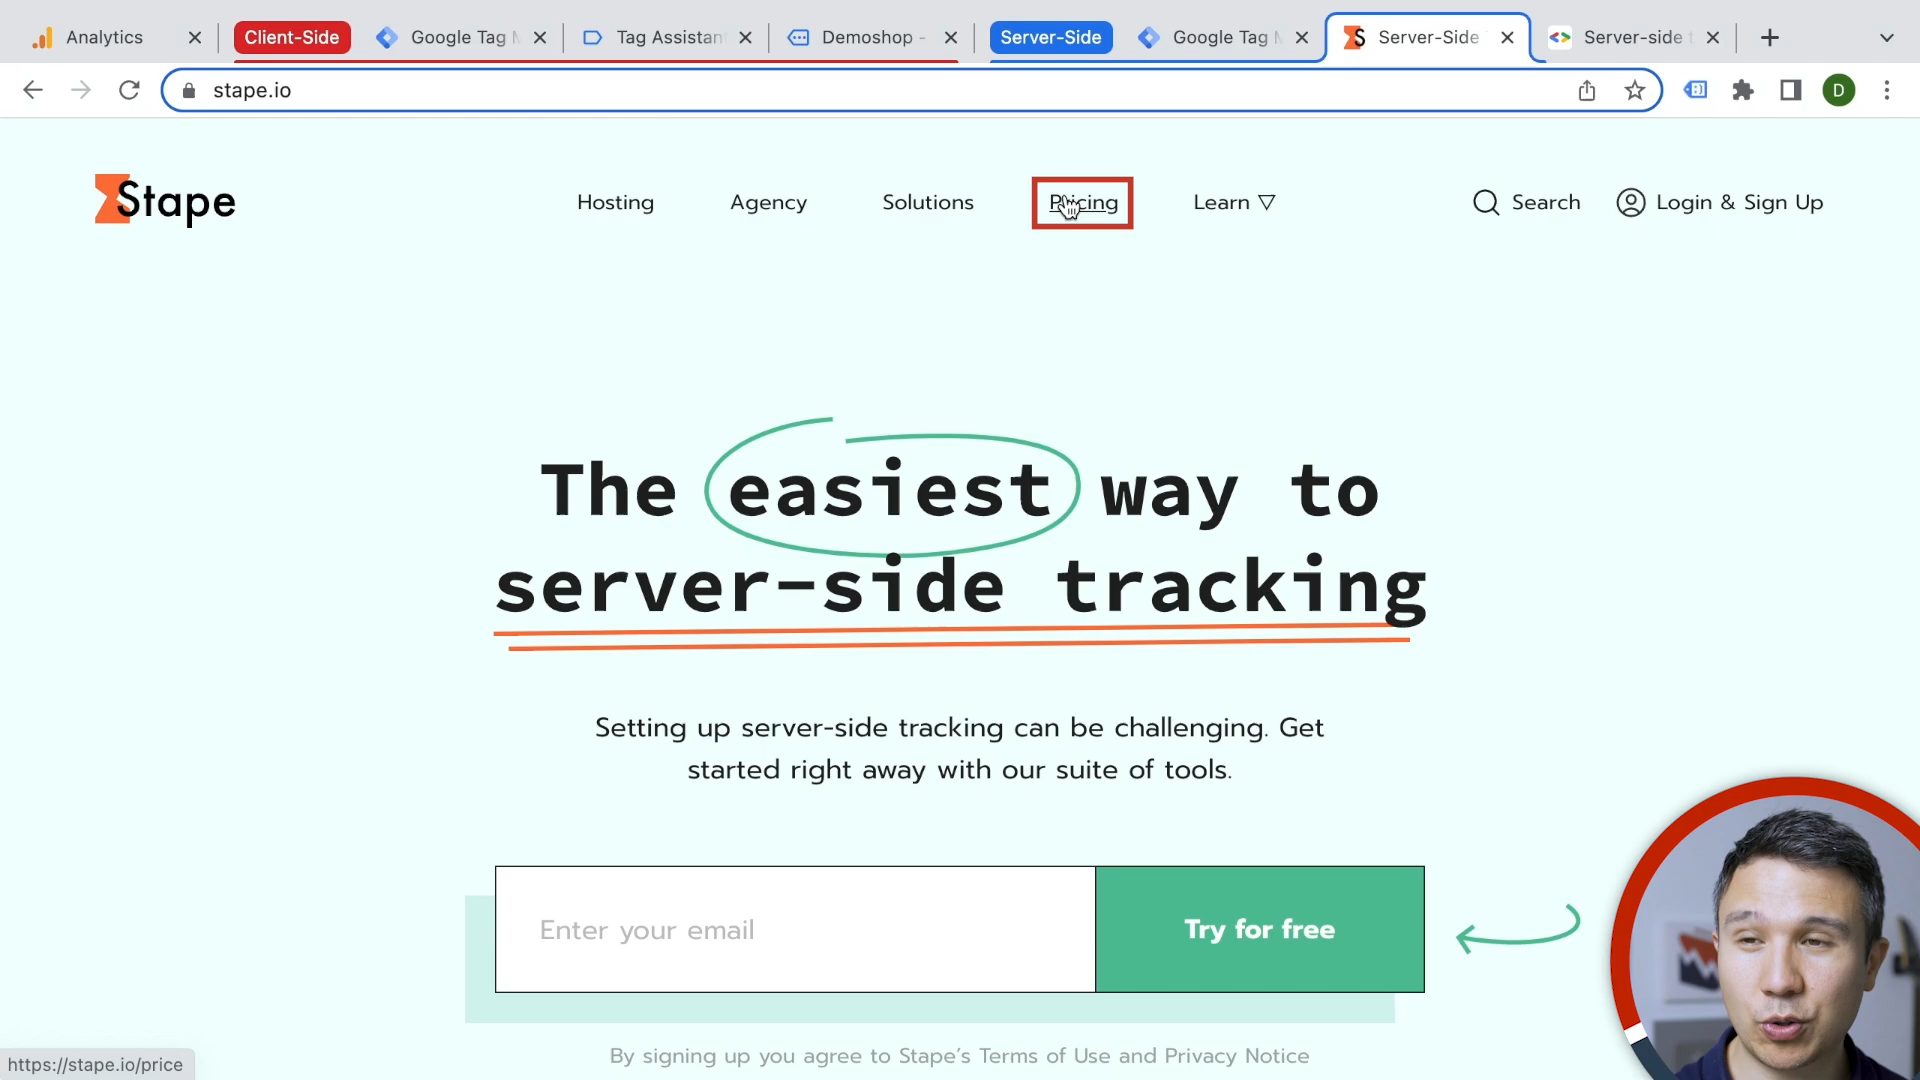 Analytics
Client-Side
Google Tag M
Tag Assistan
Demoshop -
Server-Side
Google Tag M
Server-Side
Server-side t
stape.io
D
Stape
Hosting
Agency
Solutions
Pricing
Learn
Search
Login & Sign Up
The easiest way to
server-side tracking
Setting up server-side tracking can be challenging. Get
started right away with our suite of tools.
Enter your email
Try for free
By signing up you agree to Stape's Terms of Use and Privacy Notice
https://stape.io/price